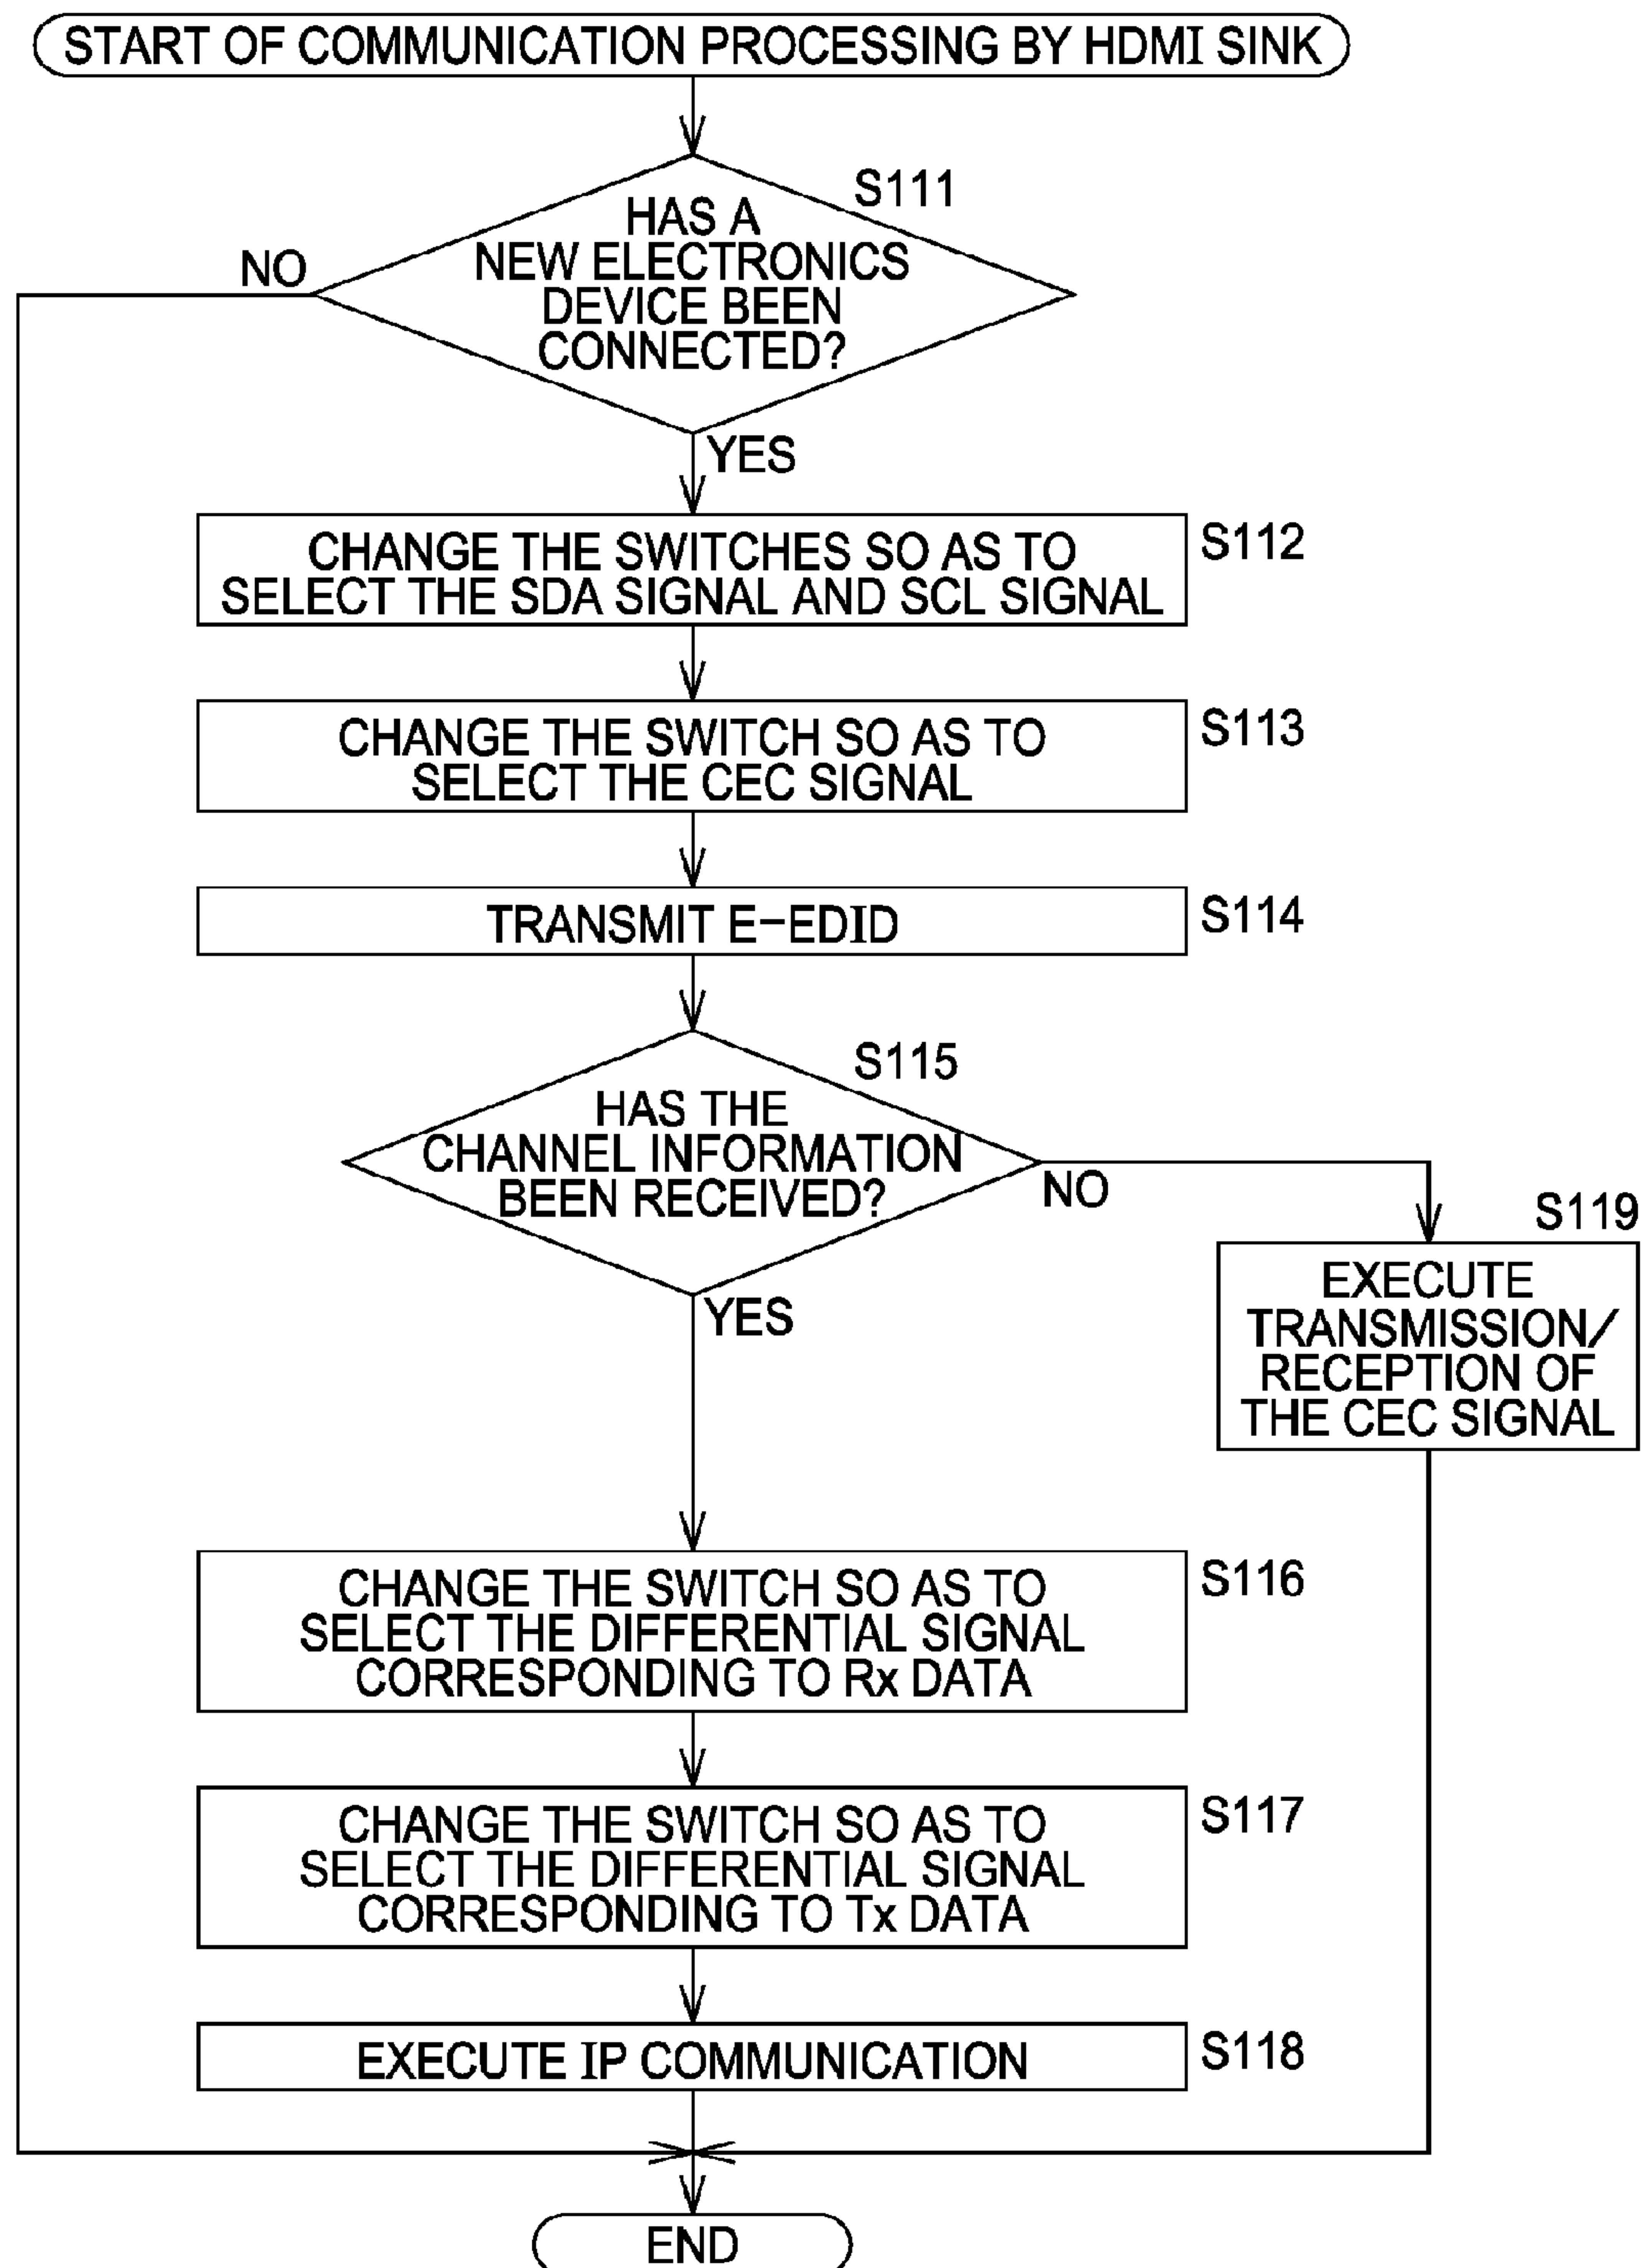 START OF COMMUNICATION PROCESSING BY HDMI SINK
S111
HAS A
NEW ELECTRONICS
DEVICE BEEN
CONNECTED?
NO
YES
CHANGE THE SWITCHES SO AS TO
SELECT THE SDA SIGNAL AND SCL SIGNAL
S112
CHANGE THE SWITCH SO AS TO
SELECT THE CEC SIGNAL
S113
TRANSMIT E-EDID
S114
S115
HAS THE
CHANNEL INFORMATION
BEEN RECEIVED?
NO
YES
S119
EXECUTE
TRANSMISSION/
RECEPTION OF
THE CEC SIGNAL
CHANGE THE SWITCH SO AS TO
SELECT THE DIFFERENTIAL SIGNAL
CORRESPONDING TO Rx DATA
S116
CHANGE THE SWITCH SO AS TO
SELECT THE DIFFERENTIAL SIGNAL
CORRESPONDING TO Tx DATA
S117
EXECUTE IP COMMUNICATION
S118
END